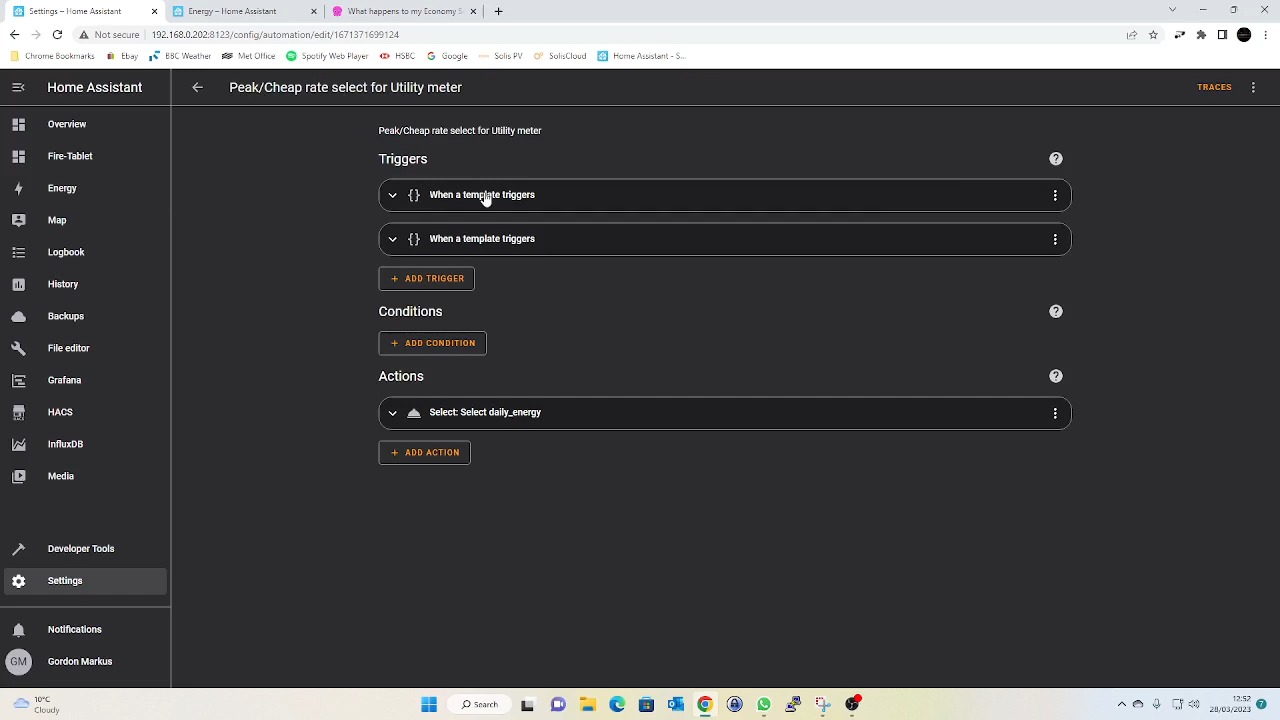 Settings – Home Assistant
Energy – Home Assistant
What happens to my Economy S
Not secure
192.168.0.202:8123/config/automation/edit/1671371699124
Chrome Bookmarks
Ebay
BBC Weather
Met Office
Spotify Web Player
HSBC
Google
Solis PV
SolisCloud
Home Assistant - S...
Home Assistant
Peak/Cheap rate select for Utility meter
TRACES
Overview
Fire-Tablet
Energy
Map
Logbook
History
Backups
File editor
Grafana
HACS
InfluxDB
Media
Developer Tools
Settings
Notifications
GM
Gordon Markus
Peak/Cheap rate select for Utility meter
Triggers
When a template triggers
When a template triggers
+ ADD TRIGGER
Conditions
+ ADD CONDITION
Actions
Select: Select daily_energy
+ ADD ACTION
10°C
Cloudy
Search
12:52
28/03/2023